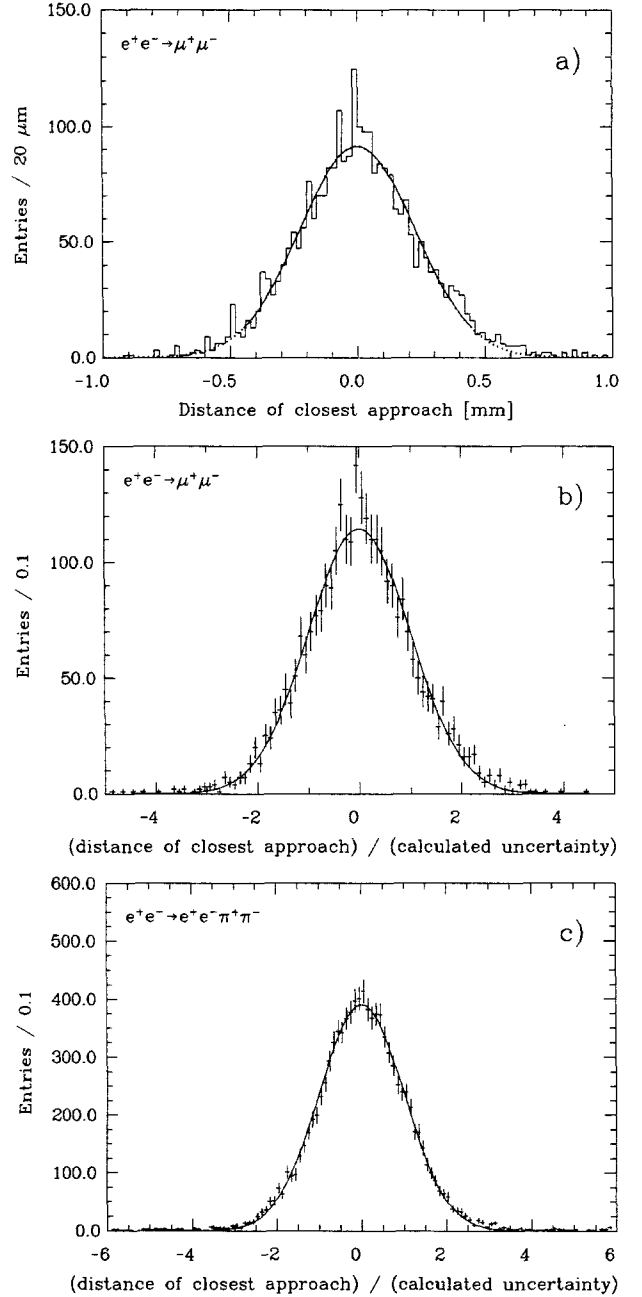 150.0
e⁺e⁻→μ⁺μ⁻
a)
100.0
50.0
0.0
Entries / 20 μm
-1.0 -0.5 0.0 0.5 1.0
Distance of closest approach [mm]
150.0
e⁺e⁻→μ⁺μ⁻
b)
100.0
50.0
0.0
Entries / 0.1
-4 -2 0 2 4
(distance of closest approach) / (calculated uncertainty)
600.0
e⁺e⁻→e⁺e⁻π⁺π⁻
c)
500.0
400.0
300.0
200.0
100.0
0.0
Entries / 0.1
-6 -4 -2 0 2 4 6
(distance of closest approach) / (calculated uncertainty)